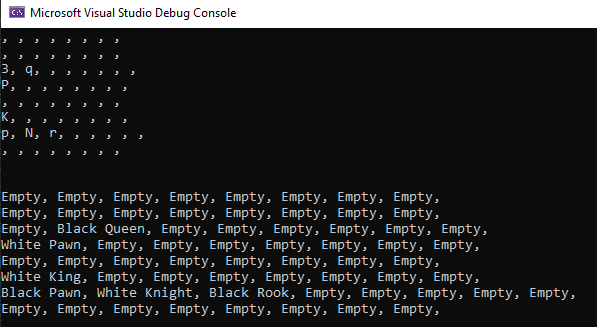 Microsoft Visual Studio Debug Console
, , , , , , , ,
, , , , , , , ,
3, q, , , , , , ,
P, , , , , , , ,
, , , , , , , ,
K, , , , , , , ,
p, N, r, , , , , ,
, , , , , , , ,
Empty, Empty, Empty, Empty, Empty, Empty, Empty, Empty,
Empty, Empty, Empty, Empty, Empty, Empty, Empty, Empty,
Empty, Black Queen, Empty, Empty, Empty, Empty, Empty, Empty,
White Pawn, Empty, Empty, Empty, Empty, Empty, Empty, Empty,
Empty, Empty, Empty, Empty, Empty, Empty, Empty, Empty,
White King, Empty, Empty, Empty, Empty, Empty, Empty, Empty,
Black Pawn, White Knight, Black Rook, Empty, Empty, Empty, Empty, Empty,
Empty, Empty, Empty, Empty, Empty, Empty, Empty, Empty,